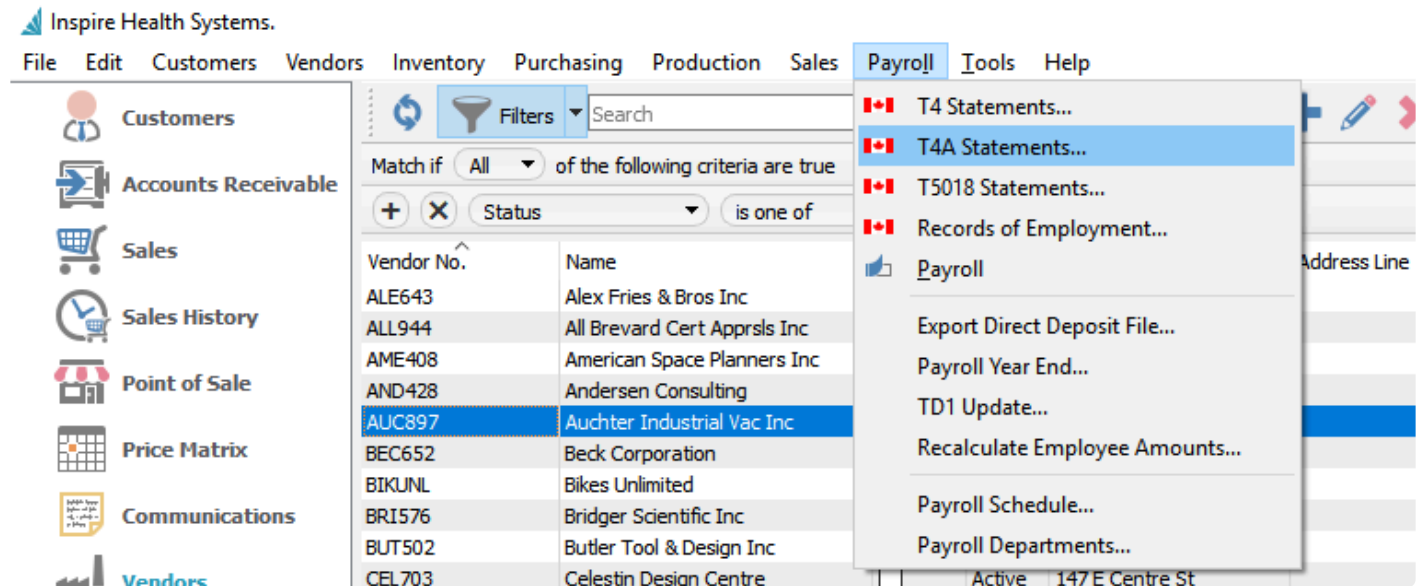 Inspire Health Systems.
File Edit Customers Vendors Inventory Purchasing Production Sales Payroll Tools Help
Customers
Accounts Receivable
Sales
Sales History
Point of Sale
Price Matrix
Communications
Vendors
Filters Search
Match if All of the following criteria are true
Status is one of
Vendor No. Name Address Line
ALE643 Alex Fries & Bros Inc
ALL944 All Brevard Cert Apprsls Inc
AME408 American Space Planners Inc
AND428 Andersen Consulting
AUC897 Auchter Industrial Vac Inc
BEC652 Beck Corporation
BIKUNL Bikes Unlimited
BRI576 Bridger Scientific Inc
BUT502 Butler Tool & Design Inc
CEL703 Celestin Design Centre Active 147 E Centre St
T4 Statements...
T4A Statements...
T5018 Statements...
Records of Employment...
Payroll
Export Direct Deposit File...
Payroll Year End...
TD1 Update...
Recalculate Employee Amounts...
Payroll Schedule...
Payroll Departments...